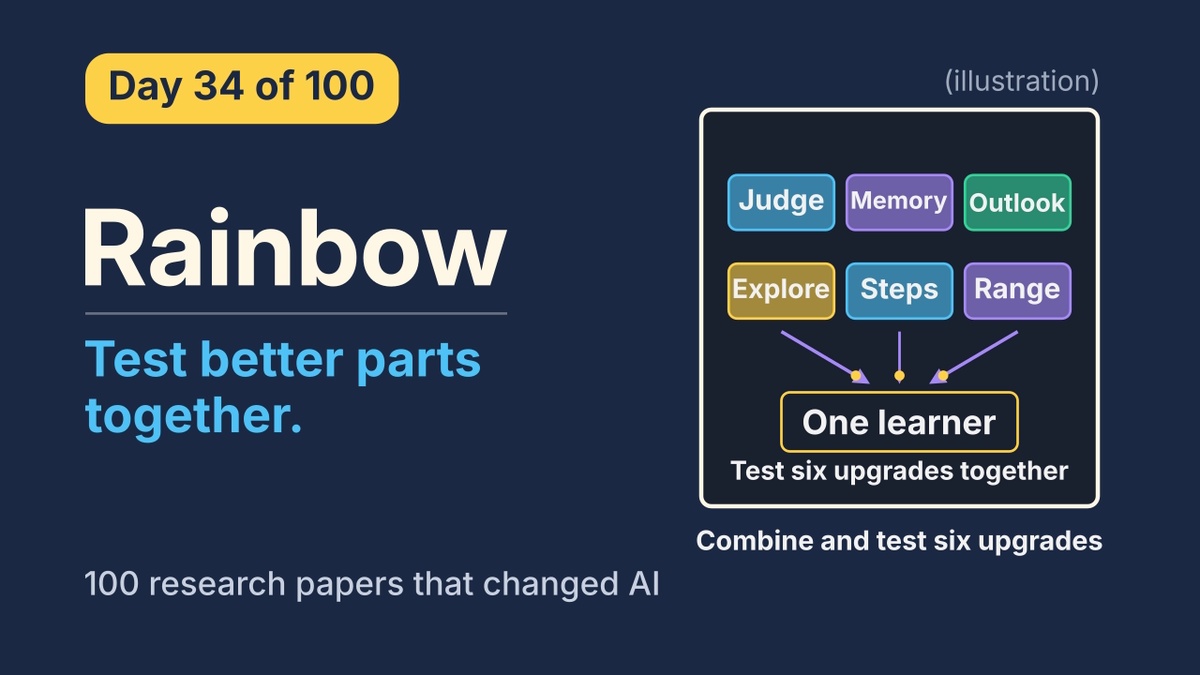 Day 34 of 100
Rainbow
Test better parts
together.
100 research papers that changed AI
(illustration)
Judge
Memory
Outlook
Explore
Steps
Range
One learner
Test six upgrades together
Combine and test six upgrades